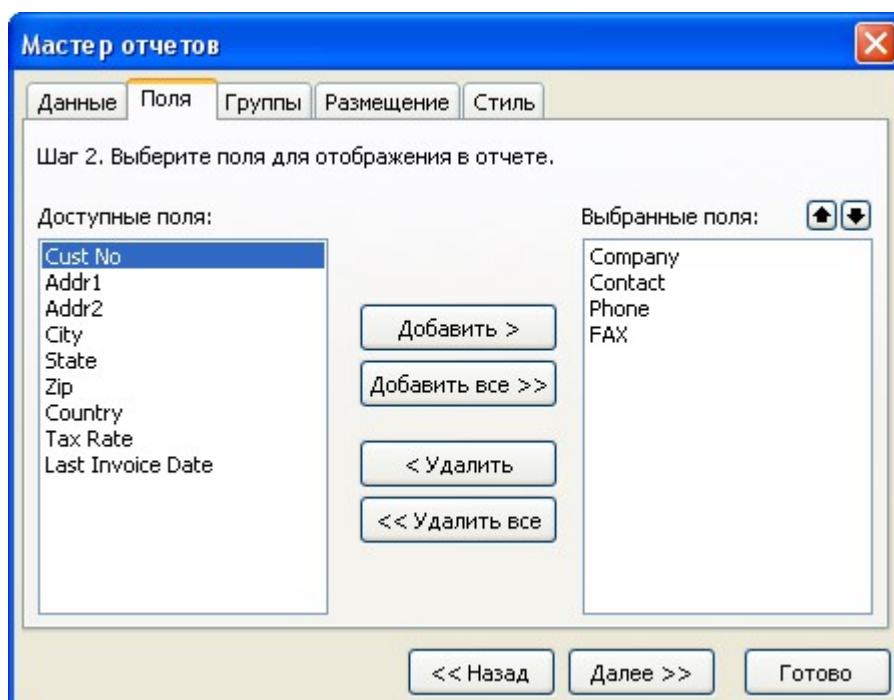 Мастер отчетов
Данные Поля Группы Размещение Стиль
Шаг 2. Выберите поля для отображения в отчете.
Доступные поля:
Cust No
Addr1
Addr2
City
State
Zip
Country
Tax Rate
Last Invoice Date
Добавить >
Добавить все >>
< Удалить
<< Удалить все
Выбранные поля:
Company
Contact
Phone
FAX
<< Назад Далее >> Готово